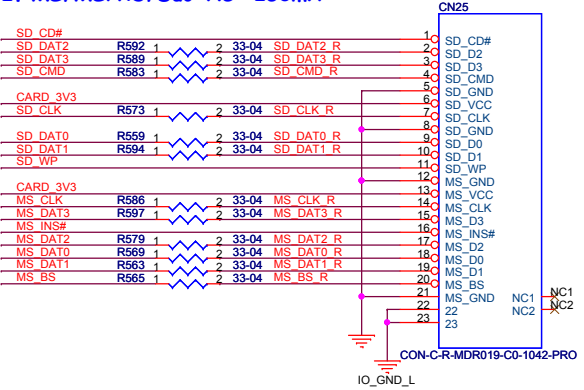 CN25
SD_CD# 1 SD_CD#
SD_DAT2 R592 1 2 33-04 SD_DAT2_R 2 SD_D2
SD_DAT3 R589 1 2 33-04 SD_DAT3_R 3 SD_D3
SD_CMD R583 1 2 33-04 SD_CMD_R 4 SD_CMD
5 SD_GND
CARD_3V3 6 SD_VCC
SD_CLK R573 1 2 33-04 SD_CLK_R 7 SD_CLK
8 SD_GND
SD_DAT0 R559 1 2 33-04 SD_DAT0_R 9 SD_D0
SD_DAT1 R594 1 2 33-04 SD_DAT1_R 10 SD_D1
SD_WP 11 SD_WP
12 MS_GND
CARD_3V3 13 MS_VCC
MS_CLK R586 1 2 33-04 MS_CLK_R 14 MS_CLK
MS_DAT3 R597 1 2 33-04 MS_DAT3_R 15 MS_D3
MS_INS# 16 MS_INS#
MS_DAT2 R579 1 2 33-04 MS_DAT2_R 17 MS_D2
MS_DAT0 R569 1 2 33-04 MS_DAT0_R 18 MS_D0
MS_DAT1 R563 1 2 33-04 MS_DAT1_R 19 MS_D1
MS_BS R565 1 2 33-04 MS_BS_R 20 MS_BS
21 MS_GND NC1 NC1
22 22 NC2 NC2
23 23
CON-C-R-MDR019-C0-1042-PRO
IO_GND_L